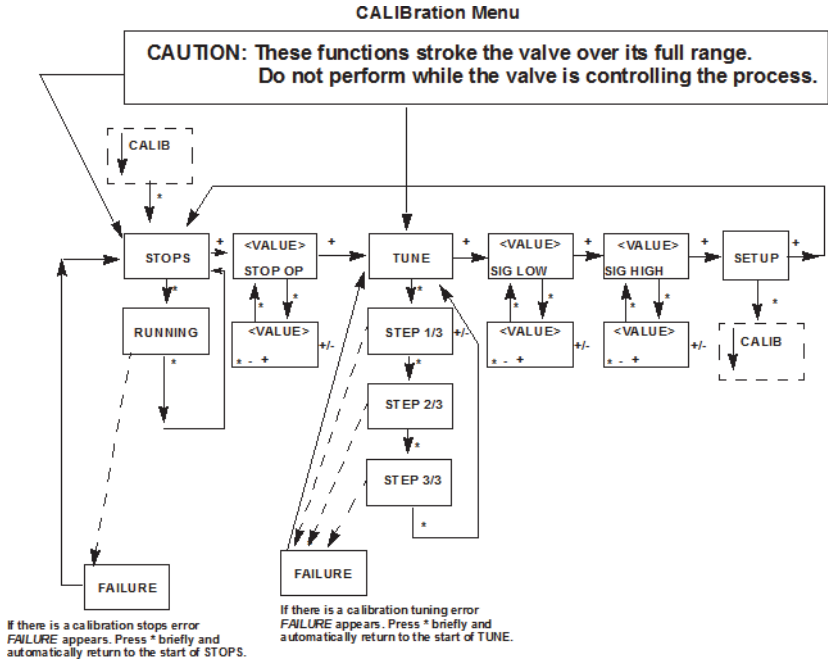 CALIBration Menu
CAUTION: These functions stroke the valve over its full range.
Do not perform while the valve is controlling the process.
CALIB
*
STOPS
+
<VALUE>
STOP OP
+
TUNE
+
<VALUE>
SIG LOW
+
<VALUE>
SIG HIGH
+
SETUP
+
*
*
*
*
*
*
*
*
*
RUNNING
<VALUE>
* - +
+/-
STEP 1/3
+/-
<VALUE>
* - +
+/-
<VALUE>
* - +
+/-
CALIB
*
*
STEP 2/3
*
STEP 3/3
*
FAILURE
FAILURE
If there is a calibration stops error
FAILURE appears. Press * briefly and
automatically return to the start of STOPS.
If there is a calibration tuning error
FAILURE appears. Press * briefly and
automatically return to the start of TUNE.